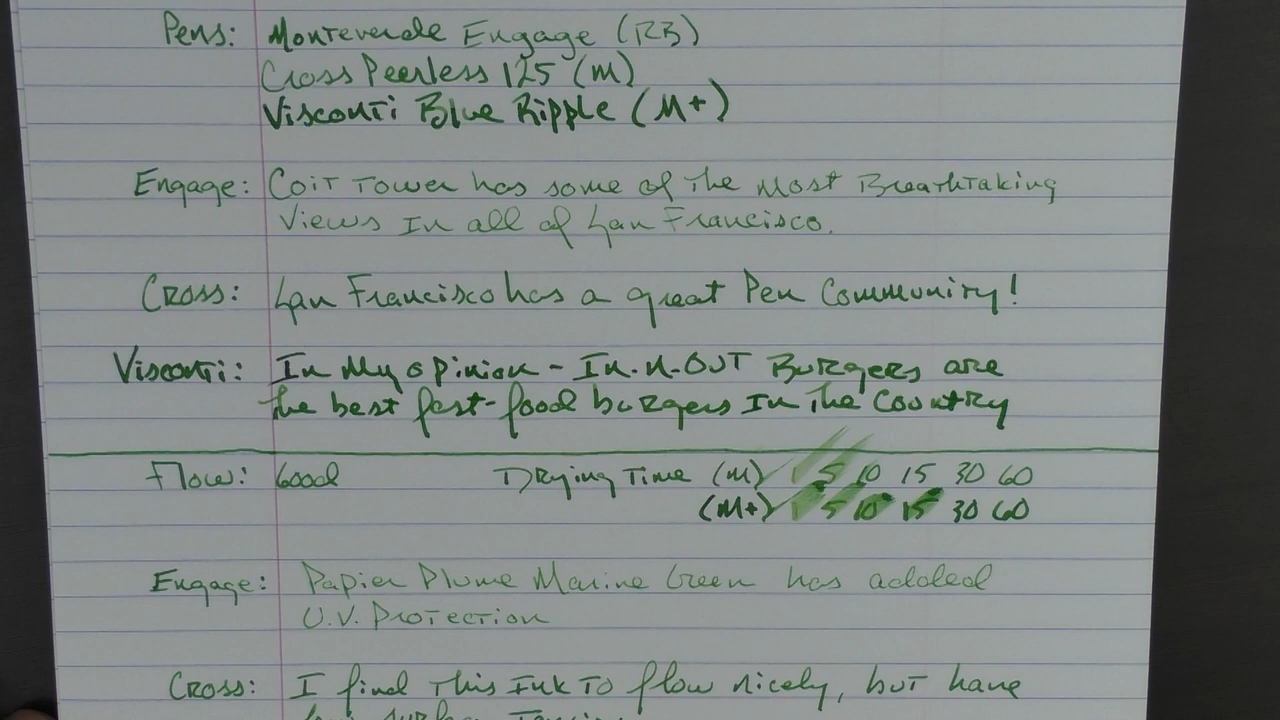 Pens: Monteverde Engage (RB)
Cross Peerless 125 (M)
Visconti Blue Ripple (M+)
Engage: Coit Tower has some of the most Breathtaking
Views In all of San Francisco.
Cross: San Francisco has a great Pen Community!
Visconti: In My opinion - In-N-Out Burgers are
the best fast-food burgers In the Country
Flow: Good Drying Time (M) 1 5 10 15 30 60
(M+) 1 5 10 15 30 60
Engage: Papier Plume Marine Green has added
U.V. Protection
Cross: I find This Ink To flow nicely, but have
surface